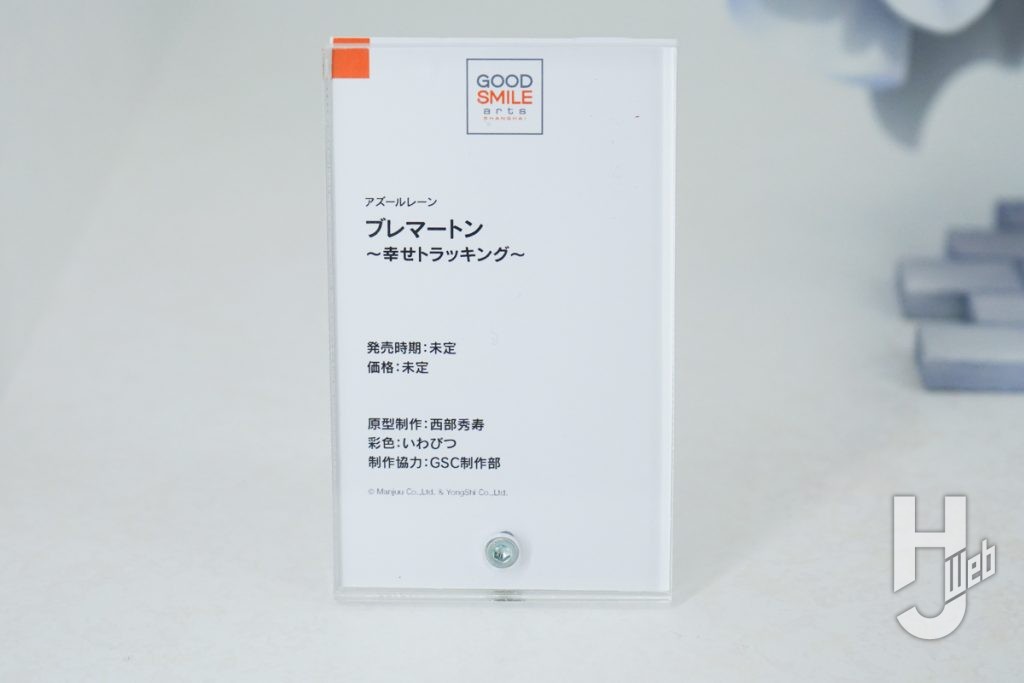 GOOD
SMILE
arts
SHANGHAI
アズールレーン
ブレマートン
〜幸せトラッキング〜
発売時期：未定
価格：未定
原型制作：西部秀寿
彩色：いわびつ
制作協力：GSC制作部
© Manjuu Co.,Ltd. & YongShi Co.,Ltd.
HJ Web